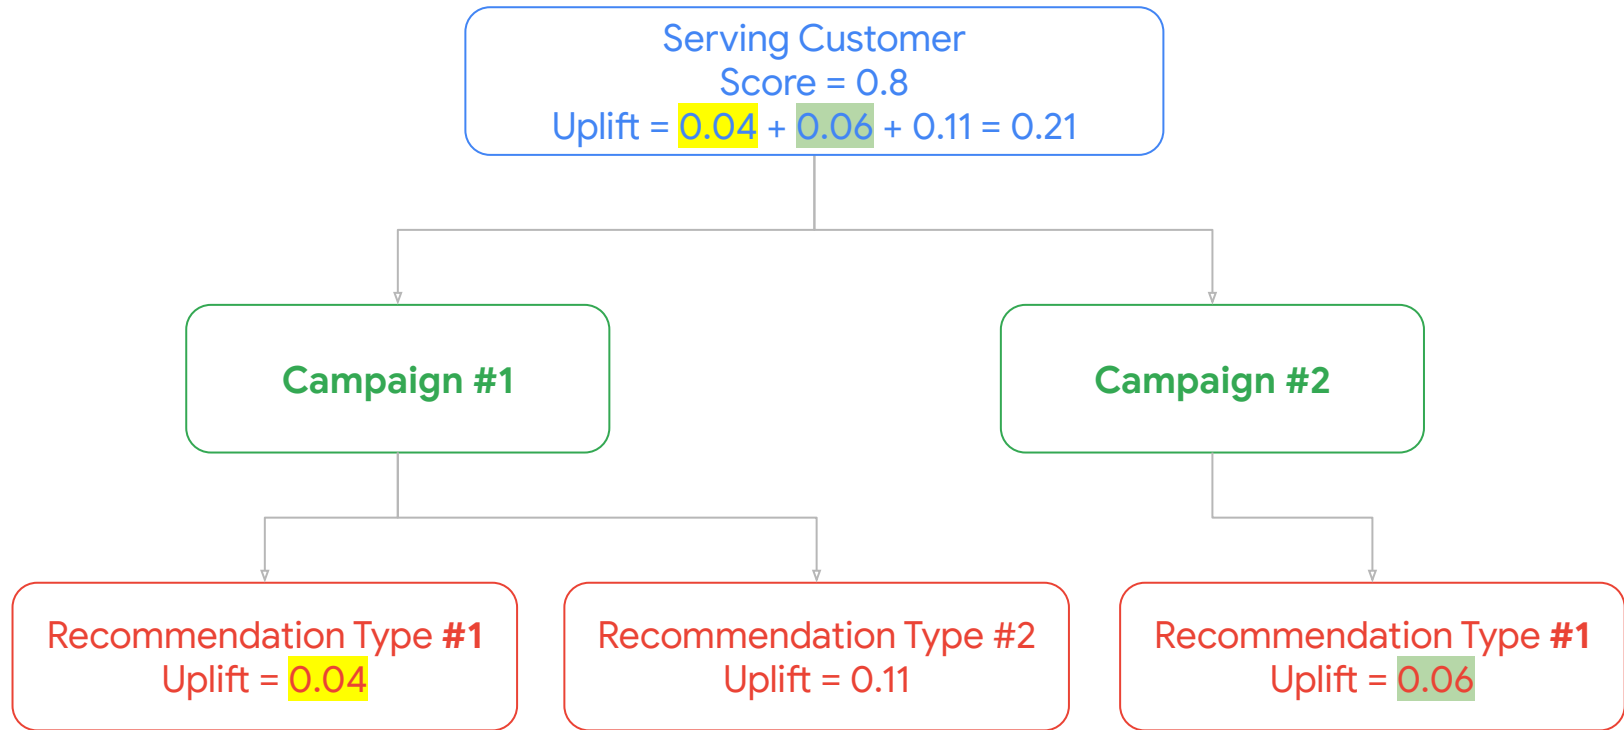 Serving Customer
Score = 0.8
Uplift = 0.04 + 0.06 + 0.11 = 0.21
Campaign #1
Campaign #2
Recommendation Type #1
Uplift = 0.04
Recommendation Type #2
Uplift = 0.11
Recommendation Type #1
Uplift = 0.06